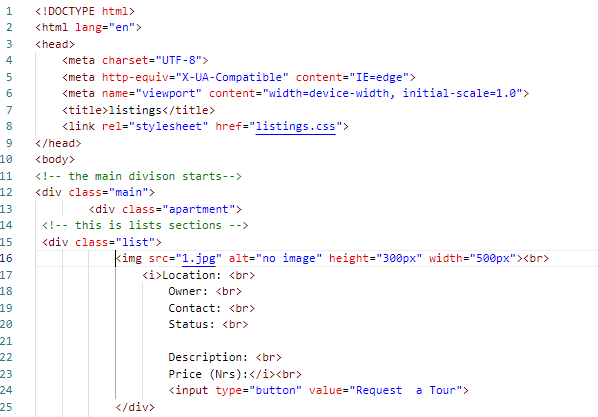 1 <!DOCTYPE html>
2 <html lang="en">
3 <head>
4 <meta charset="UTF-8">
5 <meta http-equiv="X-UA-Compatible" content="IE=edge">
6 <meta name="viewport" content="width=device-width, initial-scale=1.0">
7 <title>listings</title>
8 <link rel="stylesheet" href="listings.css">
9 </head>
10 <body>
11 <!-- the main divison starts-->
12 <div class="main">
13 <div class="apartment">
14 <!-- this is lists sections -->
15 <div class="list">
16 <img src="1.jpg" alt="no image" height="300px" width="500px"><br>
17 <i>Location: <br>
18 Owner: <br>
19 Contact: <br>
20 Status: <br>
21
22 Description: <br>
23 Price (Nrs):</i><br>
24 <input type="button" value="Request  a Tour">
25 </div>